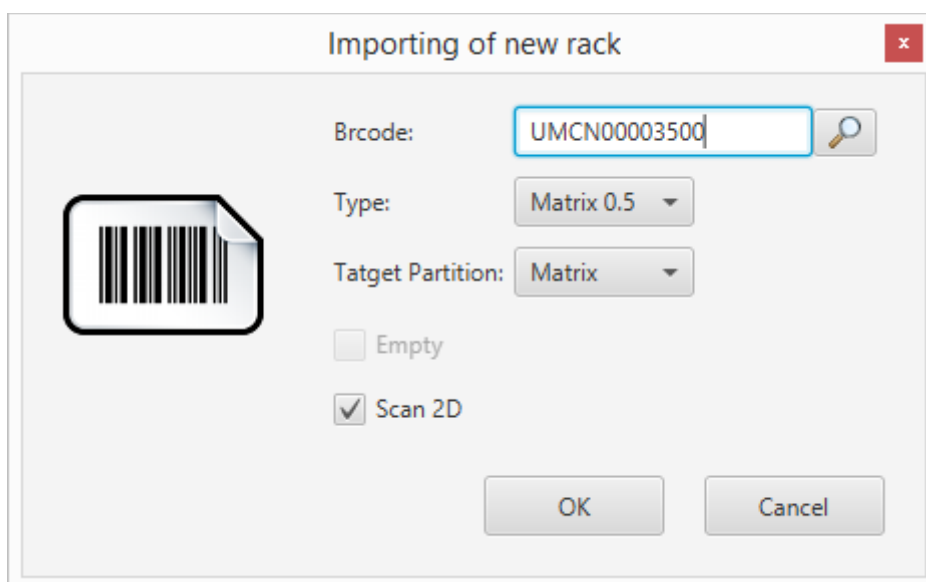 Importing of new rack
x
Brcode: UMCN00003500
Type: Matrix 0.5
Tatget Partition: Matrix
Empty
Scan 2D
OK Cancel